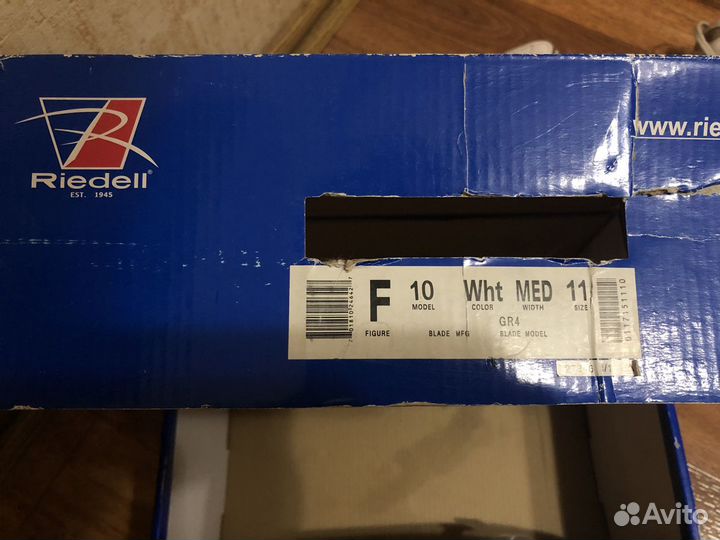 Riedell®
EST. 1945
www.rie
F 10 Wht MED 11
MODEL COLOR WIDTH SIZE
GR4
FIGURE BLADE MFG BLADE MODEL
6117151110
Avito